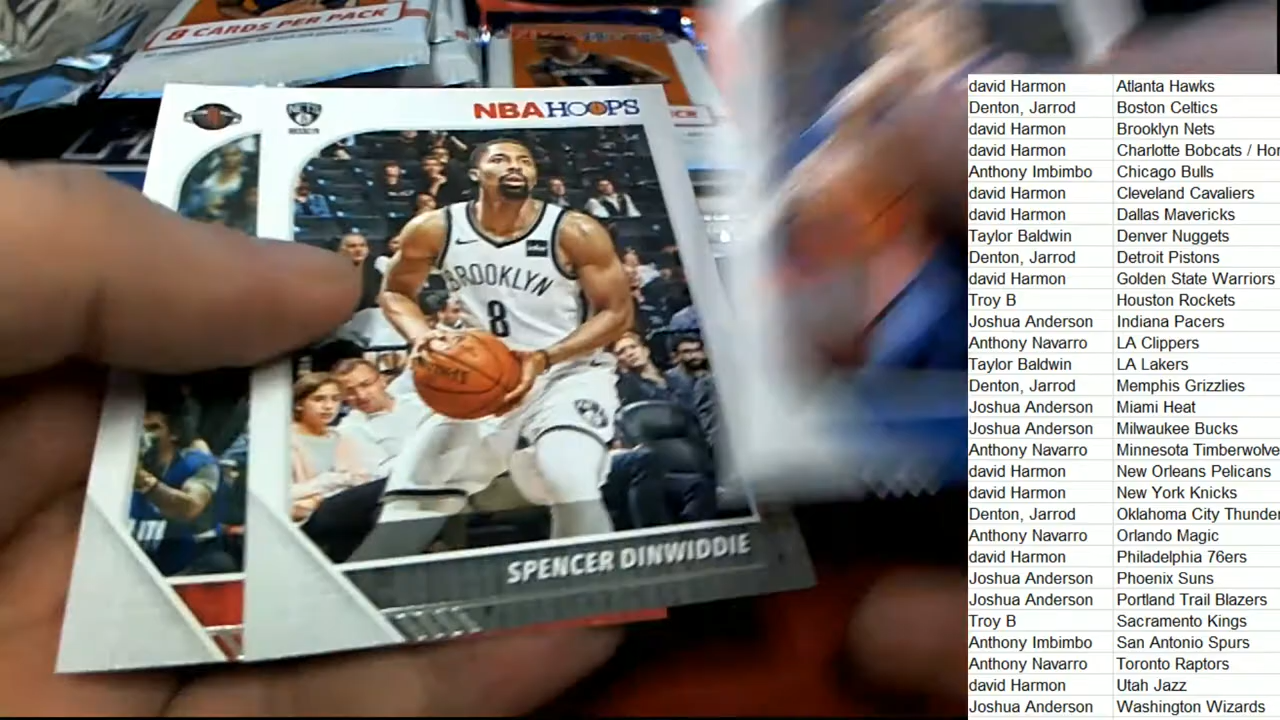 8 CARDS PER PACK
NBA HOOPS
NETS
BROOKLYN
8
SPENCER DINWIDDIE
david Harmon Atlanta Hawks
Denton, Jarrod Boston Celtics
david Harmon Brooklyn Nets
david Harmon Charlotte Bobcats / Hor
Anthony Imbimbo Chicago Bulls
david Harmon Cleveland Cavaliers
david Harmon Dallas Mavericks
Taylor Baldwin Denver Nuggets
Denton, Jarrod Detroit Pistons
david Harmon Golden State Warriors
Troy B Houston Rockets
Joshua Anderson Indiana Pacers
Anthony Navarro LA Clippers
Taylor Baldwin LA Lakers
Denton, Jarrod Memphis Grizzlies
Joshua Anderson Miami Heat
Joshua Anderson Milwaukee Bucks
Anthony Navarro Minnesota Timberwolve
david Harmon New Orleans Pelicans
david Harmon New York Knicks
Denton, Jarrod Oklahoma City Thunder
Anthony Navarro Orlando Magic
david Harmon Philadelphia 76ers
Joshua Anderson Phoenix Suns
Joshua Anderson Portland Trail Blazers
Troy B Sacramento Kings
Anthony Imbimbo San Antonio Spurs
Anthony Navarro Toronto Raptors
david Harmon Utah Jazz
Joshua Anderson Washington Wizards